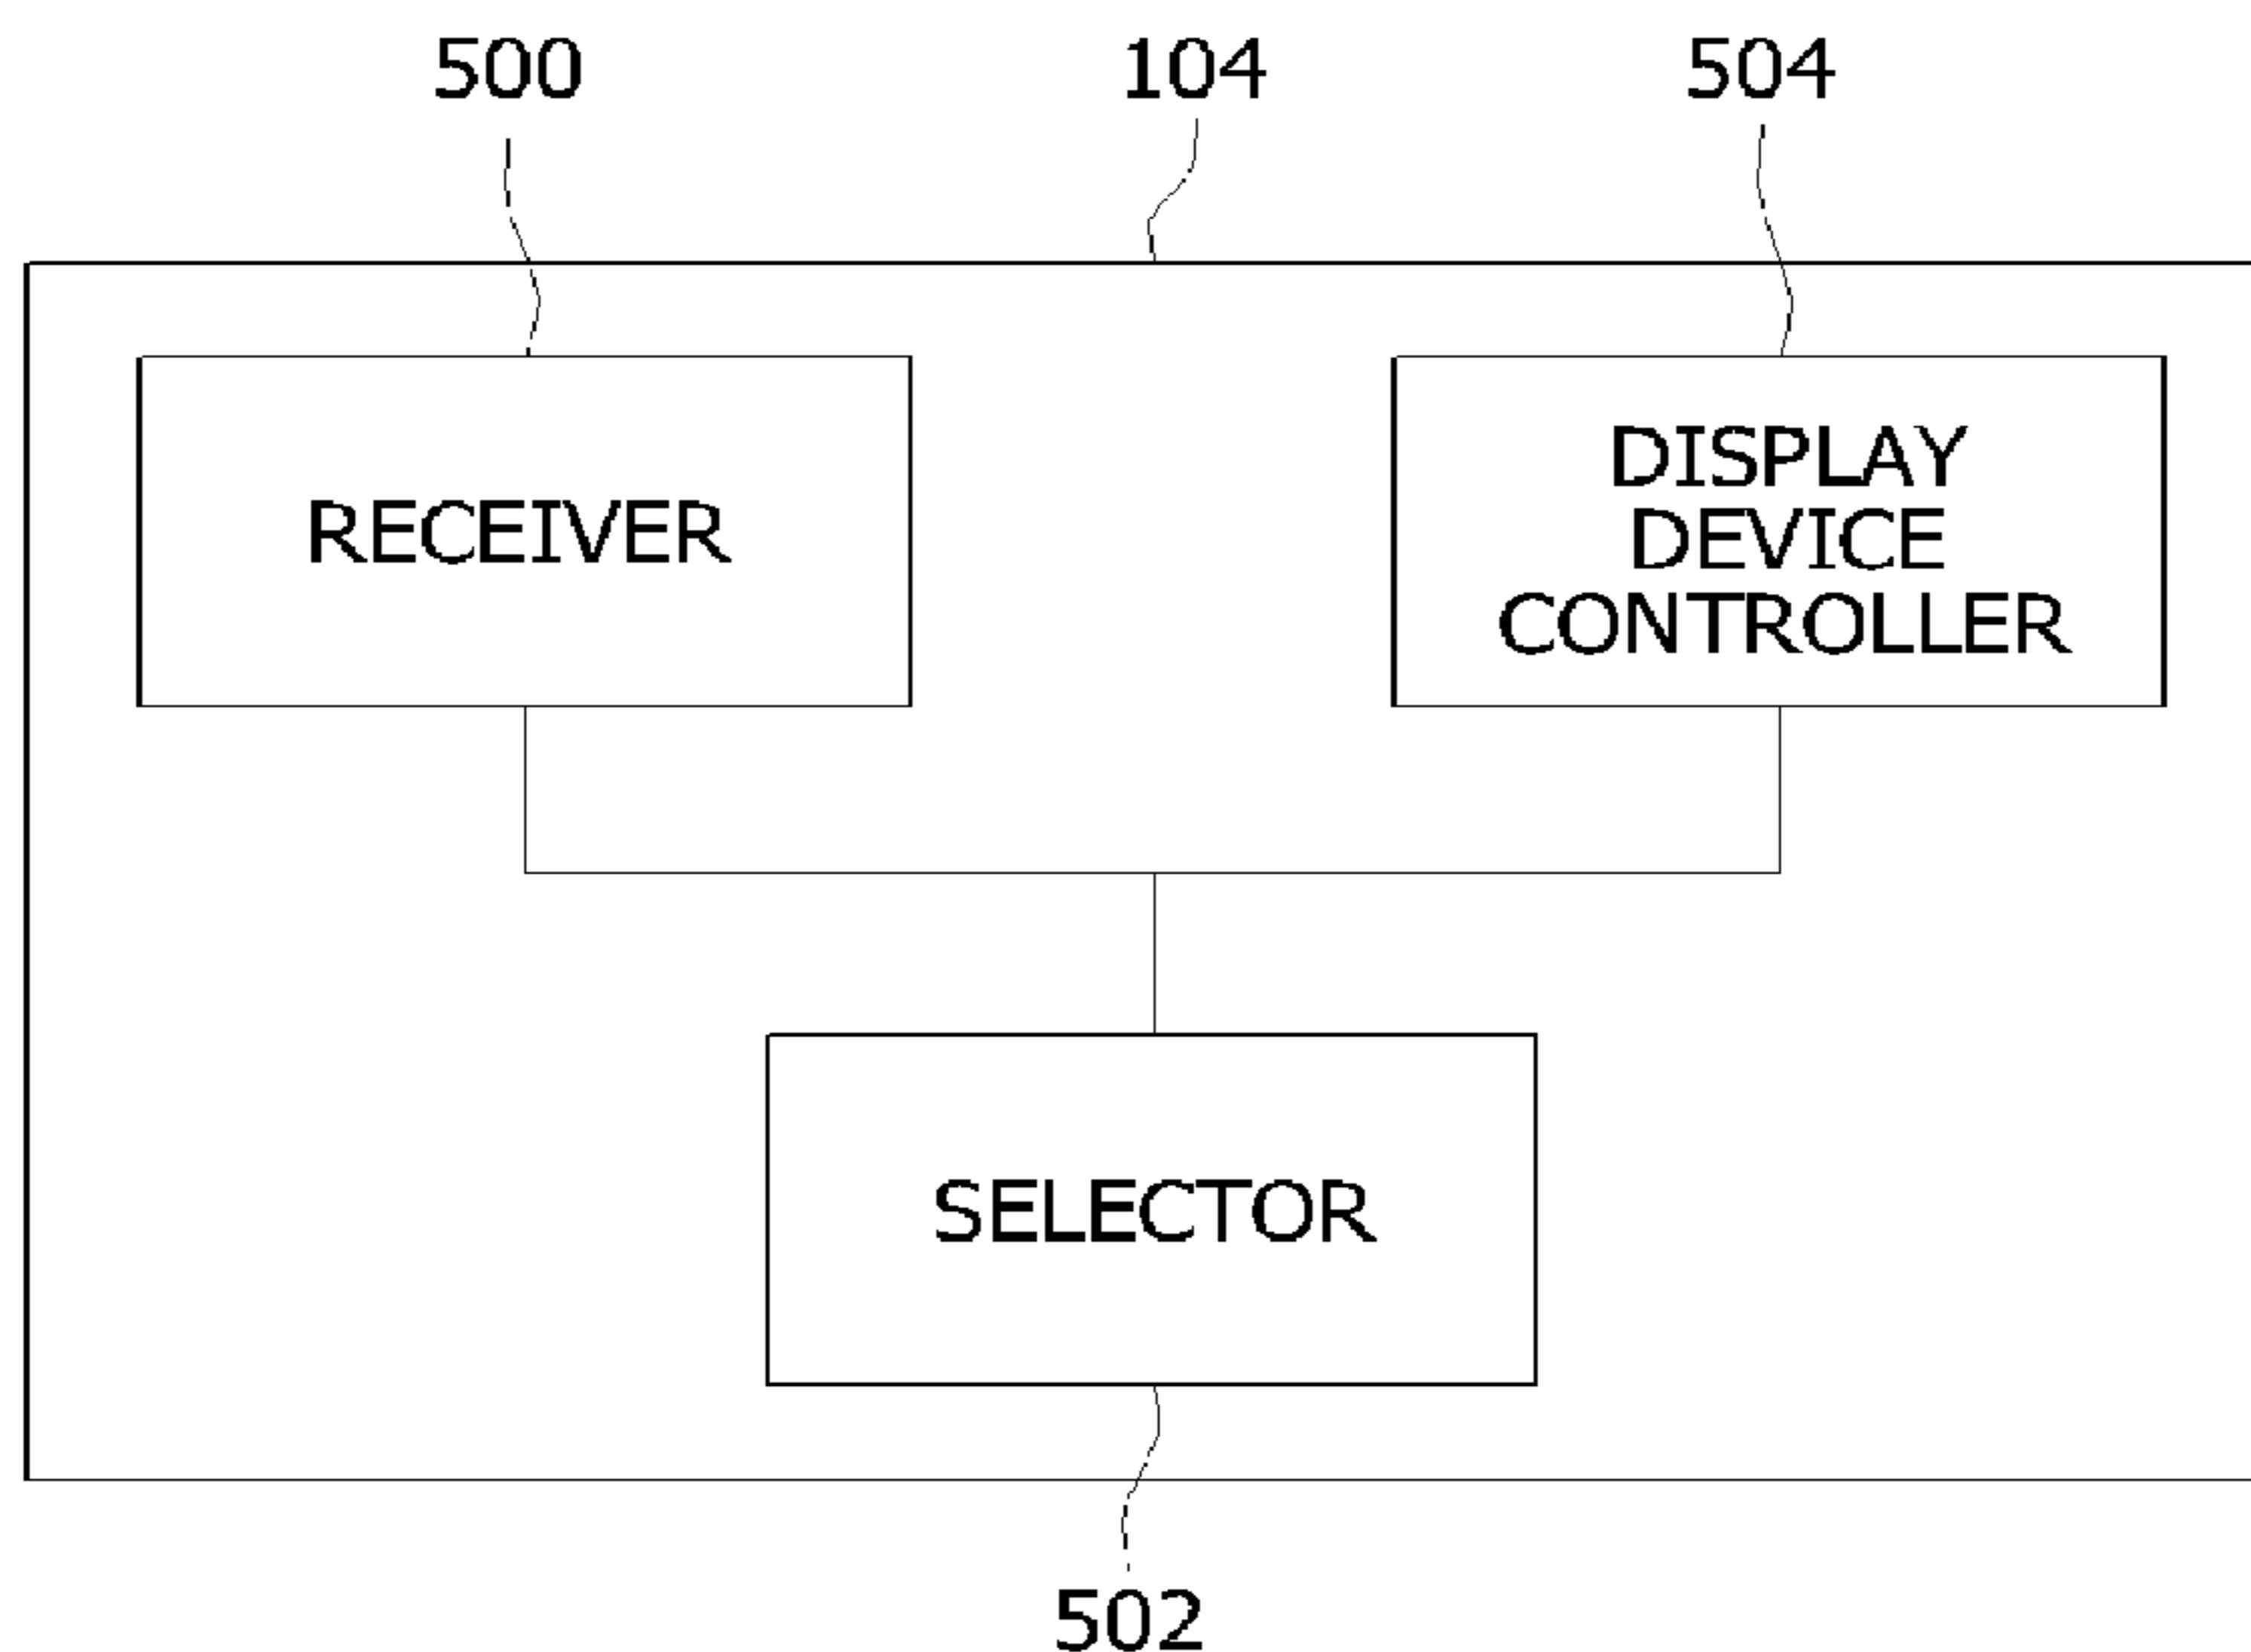 500
104
504
RECEIVER
DISPLAY
DEVICE
CONTROLLER
SELECTOR
502